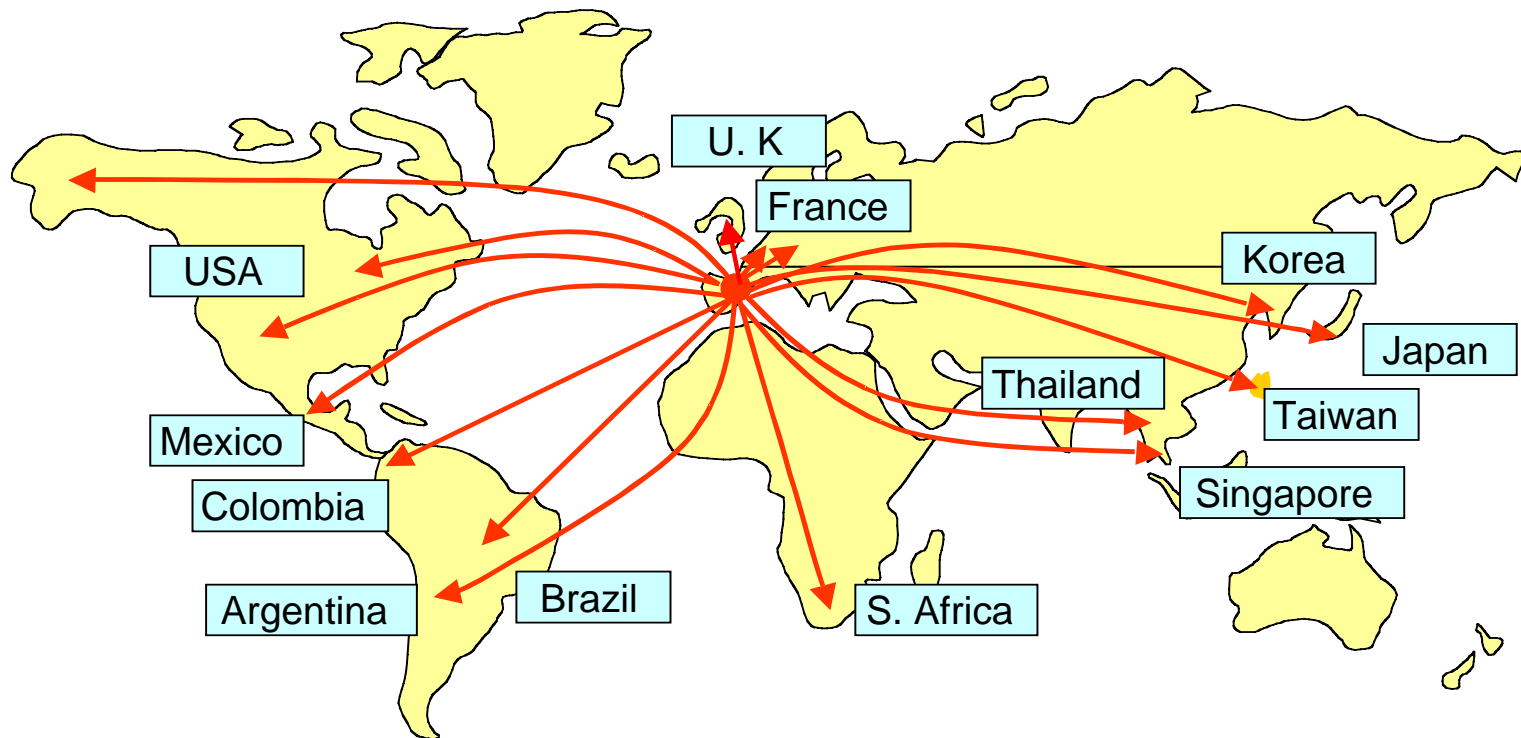 U. K
France
USA
Korea
Japan
Thailand
Taiwan
Mexico
Singapore
Colombia
Brazil
Argentina
S. Africa